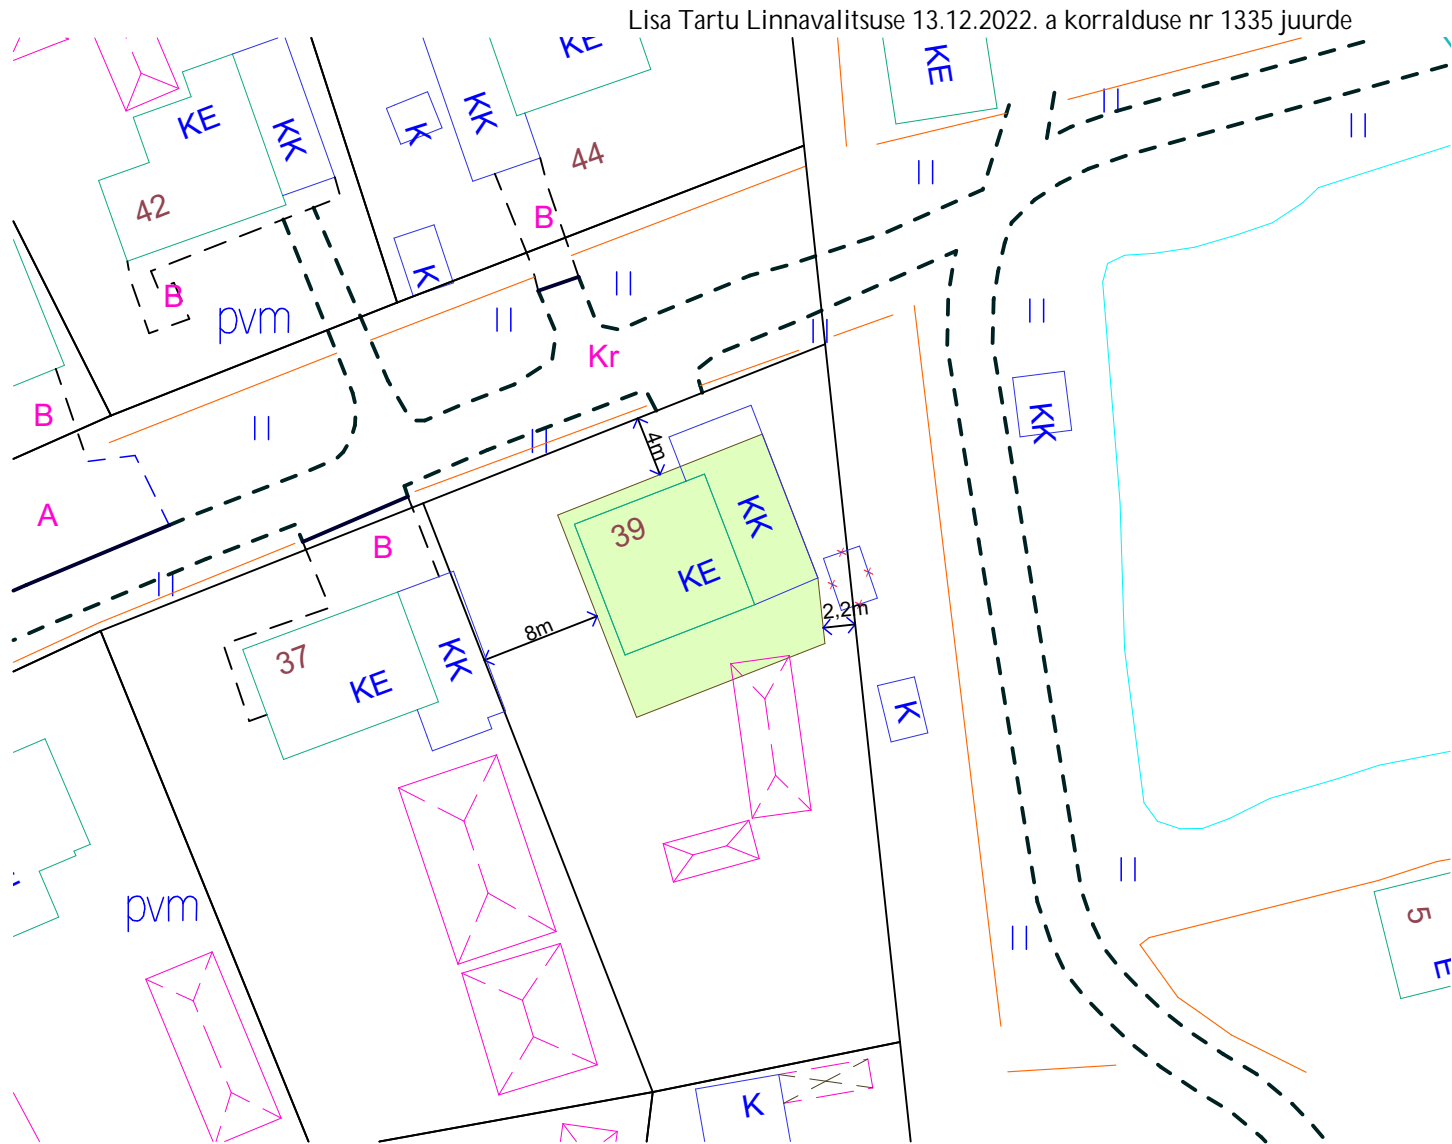 Lisa Tartu Linnavalitsuse 13.12.2022. a korralduse nr 1335 juurde
KE
KE
KE
KK
KK
K
44
42
B
K
B
pvm
Kr
B
KK
4m
A
KK
39
B
KE
2,2m
8m
37
KK
KE
K
pvm
5
E
K